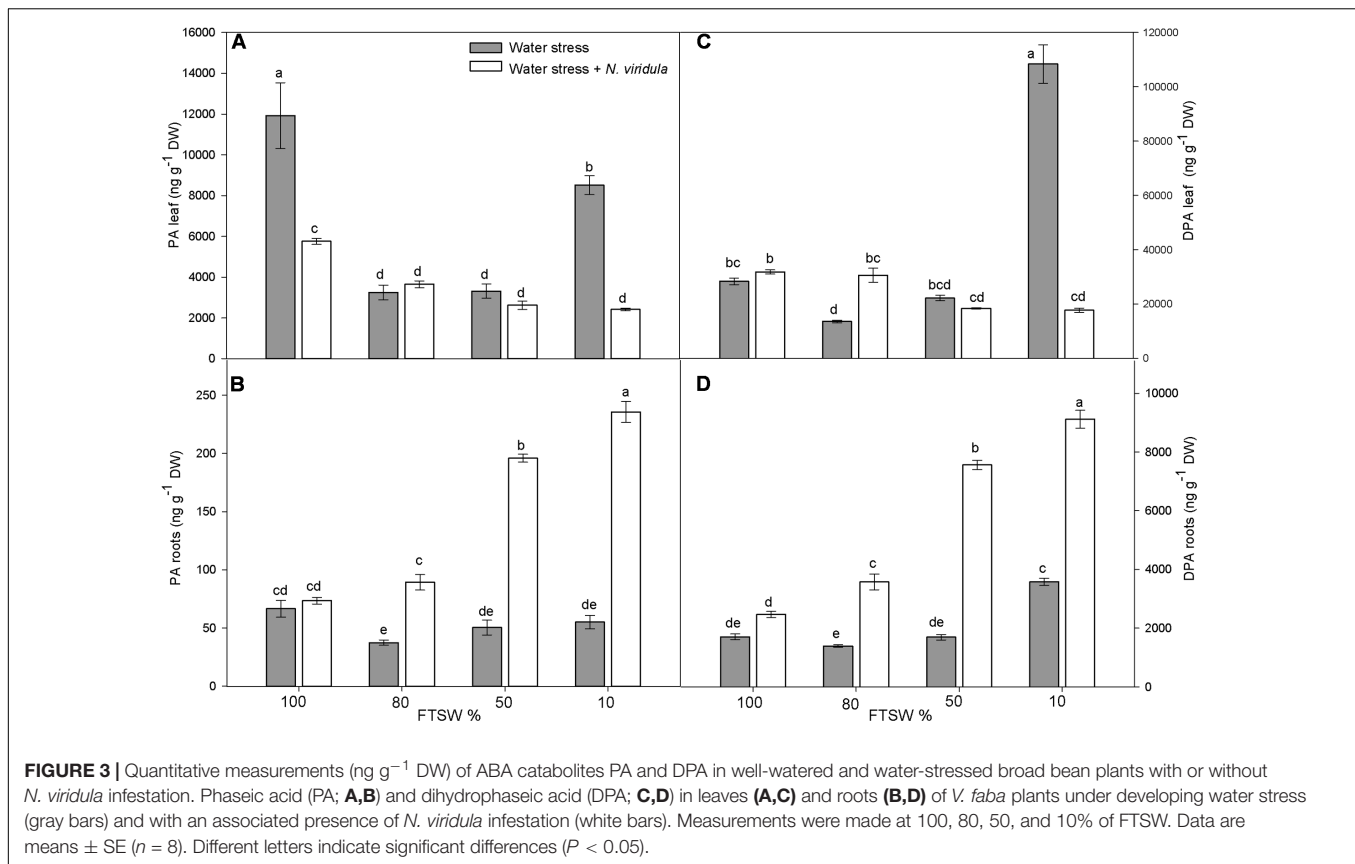 A
Water stress
Water stress + N. viridula
16000
14000
12000
10000
8000
6000
4000
2000
0
PA leaf (ng g⁻¹ DW)
a
c
d
d
d
d
b
d
C
120000
100000
80000
60000
40000
20000
0
DPA leaf (ng g⁻¹ DW)
bc
b
d
bc
bcd
cd
a
cd
B
250
200
150
100
50
0
PA roots (ng g⁻¹ DW)
cd
cd
e
c
de
b
de
a
100
80
50
10
FTSW %
D
10000
8000
6000
4000
2000
0
DPA roots (ng g⁻¹ DW)
de
d
e
c
de
b
c
a
100
80
50
10
FTSW %
FIGURE 3 | Quantitative measurements (ng g⁻¹ DW) of ABA catabolites PA and DPA in well-watered and water-stressed broad bean plants with or without
N. viridula infestation. Phaseic acid (PA; A,B) and dihydrophaseic acid (DPA; C,D) in leaves (A,C) and roots (B,D) of V. faba plants under developing water stress
(gray bars) and with an associated presence of N. viridula infestation (white bars). Measurements were made at 100, 80, 50, and 10% of FTSW. Data are
means ± SE (n = 8). Different letters indicate significant differences (P < 0.05).